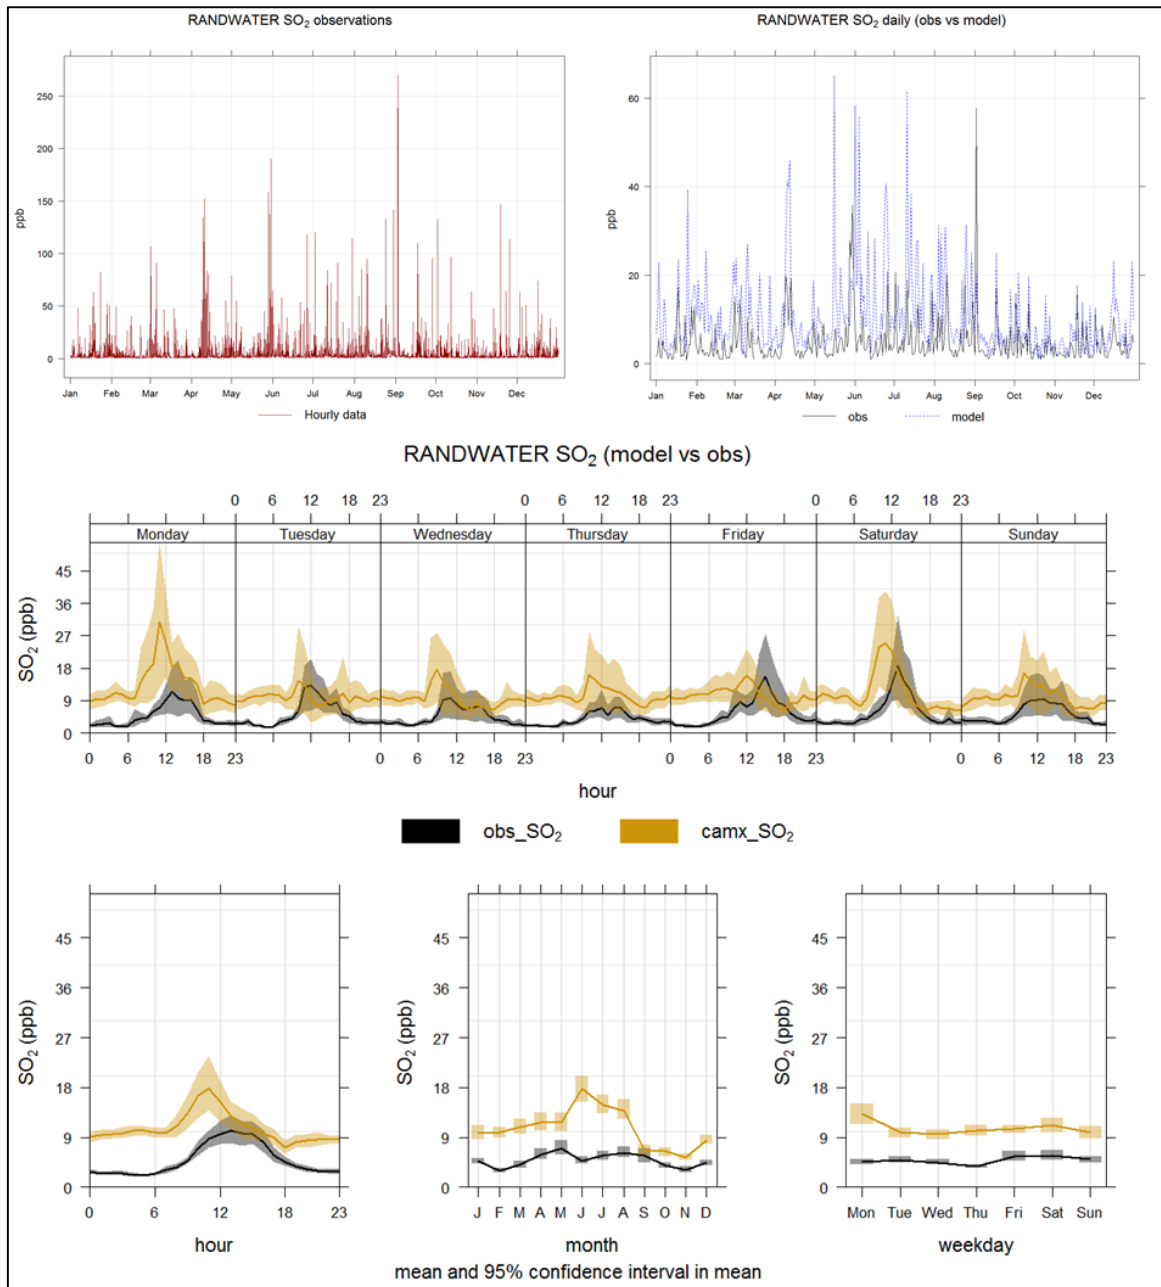 RANDWATER SO₂ observations
ppb
250
200
150
100
50
0
Jan Feb Mar Apr May Jun Jul Aug Sep Oct Nov Dec
Hourly data
RANDWATER SO₂ daily (obs vs model)
ppb
60
40
20
0
Jan Feb Mar Apr May Jun Jul Aug Sep Oct Nov Dec
obs model
RANDWATER SO₂ (model vs obs)
0 6 12 18 23 0 6 12 18 23 0 6 12 18 23
Monday Tuesday Wednesday Thursday Friday Saturday Sunday
SO₂ (ppb)
45
36
27
18
9
0
0 6 12 18 23 0 6 12 18 23 0 6 12 18 23 0 6 12 18 23
hour
obs_SO₂ camx_SO₂
SO₂ (ppb)
45
36
27
18
9
0
0 6 12 18 23
hour
SO₂ (ppb)
45
36
27
18
9
0
J F M A M J J A S O N D
month
SO₂ (ppb)
45
36
27
18
9
0
Mon Tue Wed Thu Fri Sat Sun
weekday
mean and 95% confidence interval in mean